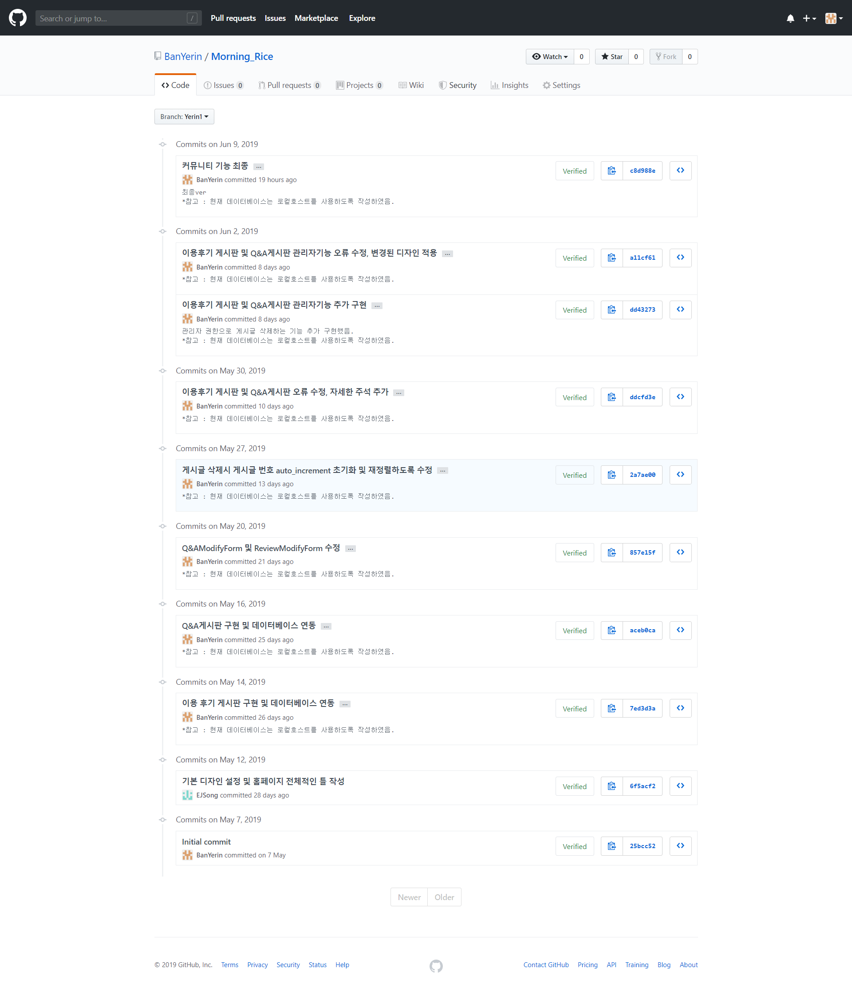 Search or jump to... /
Pull requests Issues Marketplace Explore
BanYerin / Morning_Rice
Watch 0 Star 0 Fork 0
Code Issues 0 Pull requests 0 Projects 0 Wiki Security Insights Settings
Branch: Yerin1
Commits on Jun 9, 2019
커뮤니티 기능 최종 …
Verified c8d988e
BanYerin committed 19 hours ago
최종ver
*참고 : 현재 데이터베이스는 로컬호스트를 사용하도록 작성하였음.
Commits on Jun 2, 2019
이용후기 게시판 및 Q&A게시판 관리자기능 오류 수정, 변경된 디자인 적용 …
Verified a11cf61
BanYerin committed 8 days ago
*참고 : 현재 데이터베이스는 로컬호스트를 사용하도록 작성하였음.
이용후기 게시판 및 Q&A게시판 관리자기능 추가 구현 …
Verified dd43273
BanYerin committed 8 days ago
관리자 권한으로 게시글 삭제하는 기능 추가 구현했음.
*참고 : 현재 데이터베이스는 로컬호스트를 사용하도록 작성하였음.
Commits on May 30, 2019
이용후기 게시판 및 Q&A게시판 오류 수정, 자세한 주석 추가 …
Verified ddcfd3e
BanYerin committed 10 days ago
*참고 : 현재 데이터베이스는 로컬호스트를 사용하도록 작성하였음.
Commits on May 27, 2019
게시글 삭제시 게시글 번호 auto_increment 초기화 및 재정렬하도록 수정 …
Verified 2a7ae00
BanYerin committed 13 days ago
*참고 : 현재 데이터베이스는 로컬호스트를 사용하도록 작성하였음.
Commits on May 20, 2019
Q&AModifyForm 및 ReviewModifyForm 수정 …
Verified 857e15f
BanYerin committed 21 days ago
*참고 : 현재 데이터베이스는 로컬호스트를 사용하도록 작성하였음.
Commits on May 16, 2019
Q&A게시판 구현 및 데이터베이스 연동 …
Verified aceb0ca
BanYerin committed 25 days ago
*참고 : 현재 데이터베이스는 로컬호스트를 사용하도록 작성하였음.
Commits on May 14, 2019
이용 후기 게시판 구현 및 데이터베이스 연동 …
Verified 7ed3d3a
BanYerin committed 26 days ago
*참고 : 현재 데이터베이스는 로컬호스트를 사용하도록 작성하였음.
Commits on May 12, 2019
기본 디자인 설정 및 홈페이지 전체적인 틀 작성
Verified 6f5acf2
EJSong committed 28 days ago
Commits on May 7, 2019
Initial commit
Verified 25bcc52
BanYerin committed on 7 May
Newer Older
© 2019 GitHub, Inc. Terms Privacy Security Status Help Contact GitHub Pricing API Training Blog About